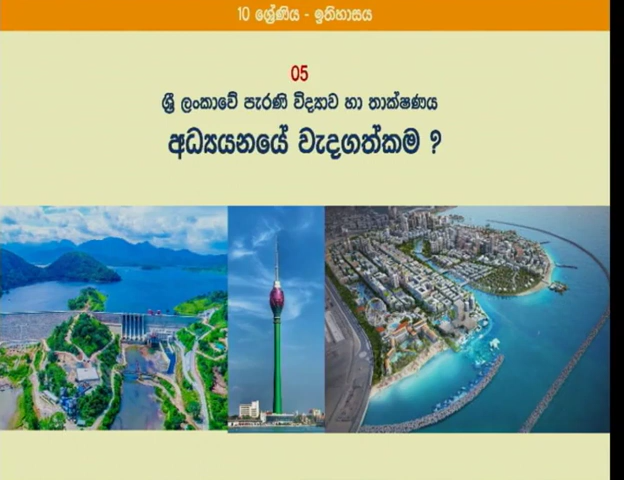 10 ශ්‍රේණිය - ඉතිහාසය
05
ශ්‍රී ලංකාවේ පැරණි විද්‍යාව හා තාක්ෂණය
අධ්‍යයනයේ වැදගත්කම ?